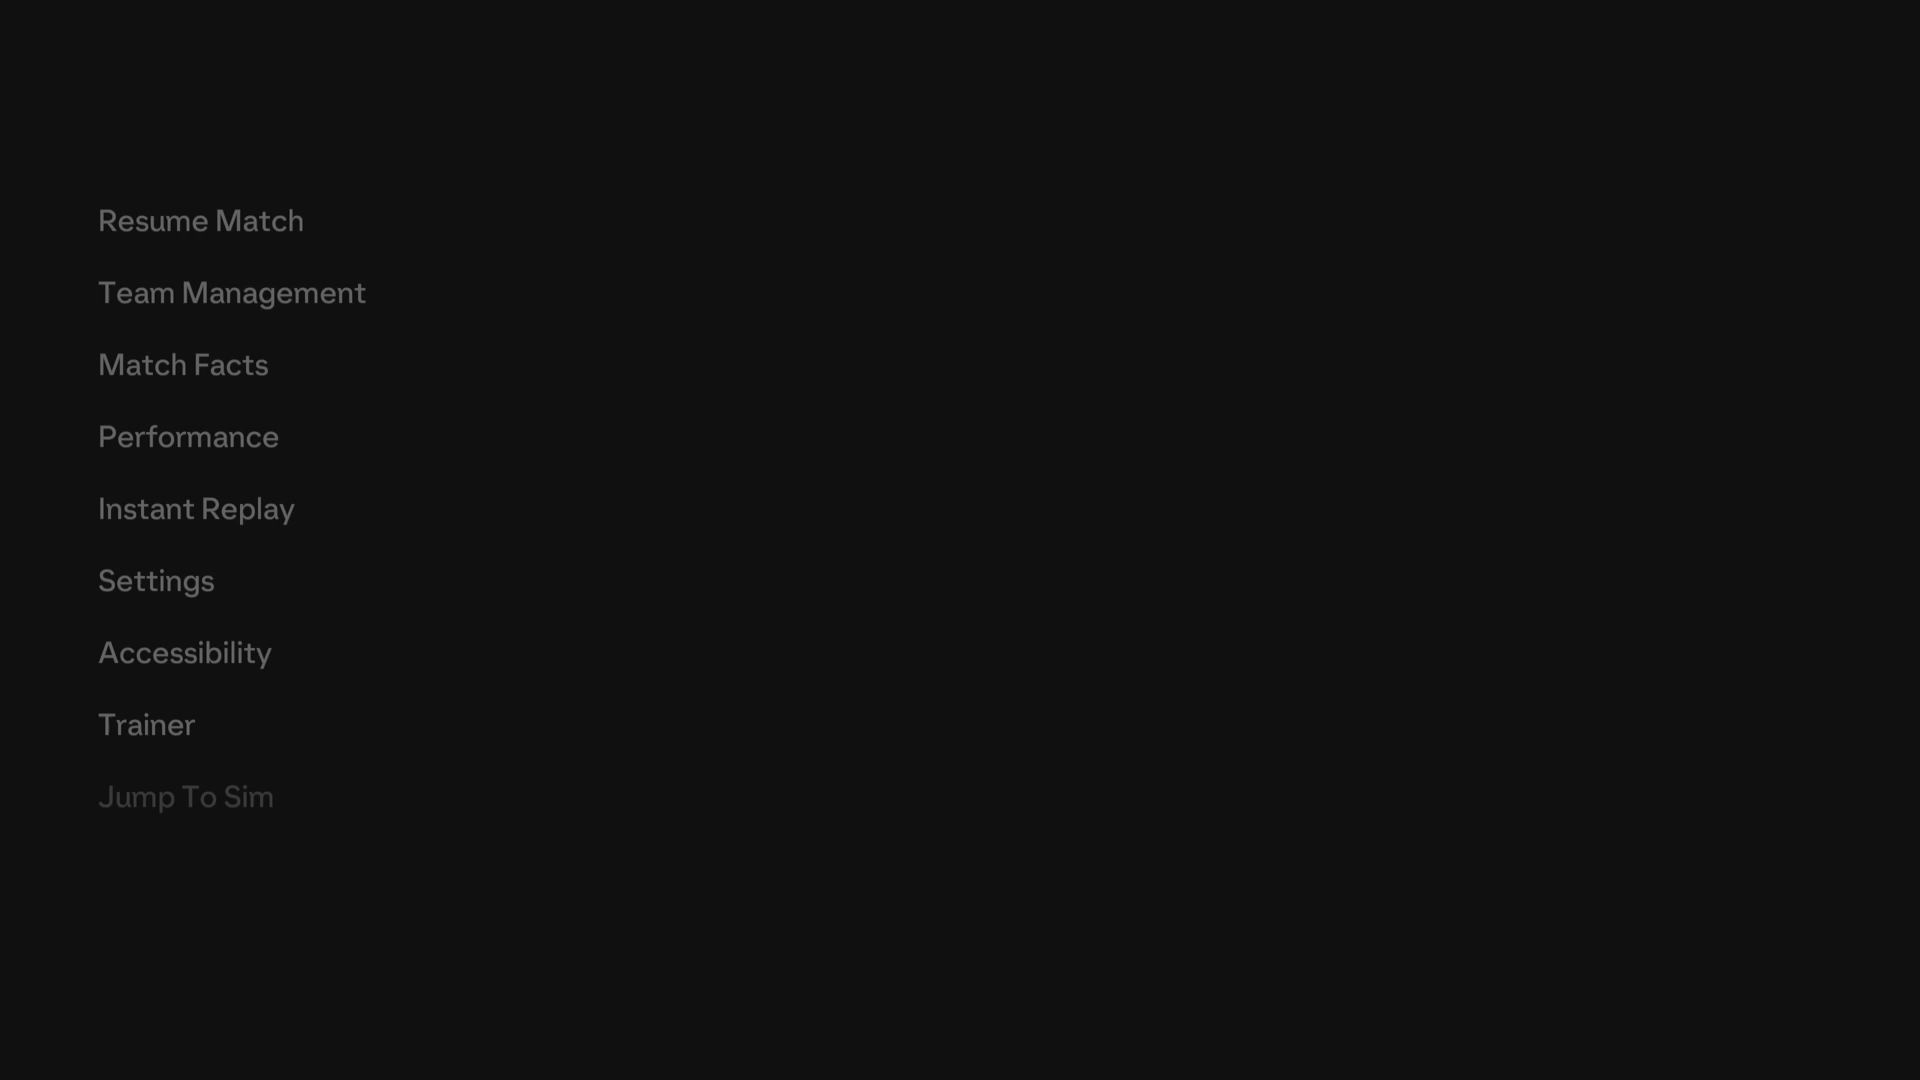 Resume Match
Team Management
Match Facts
Performance
Instant Replay
Settings
Accessibility
Trainer
Jump To Sim